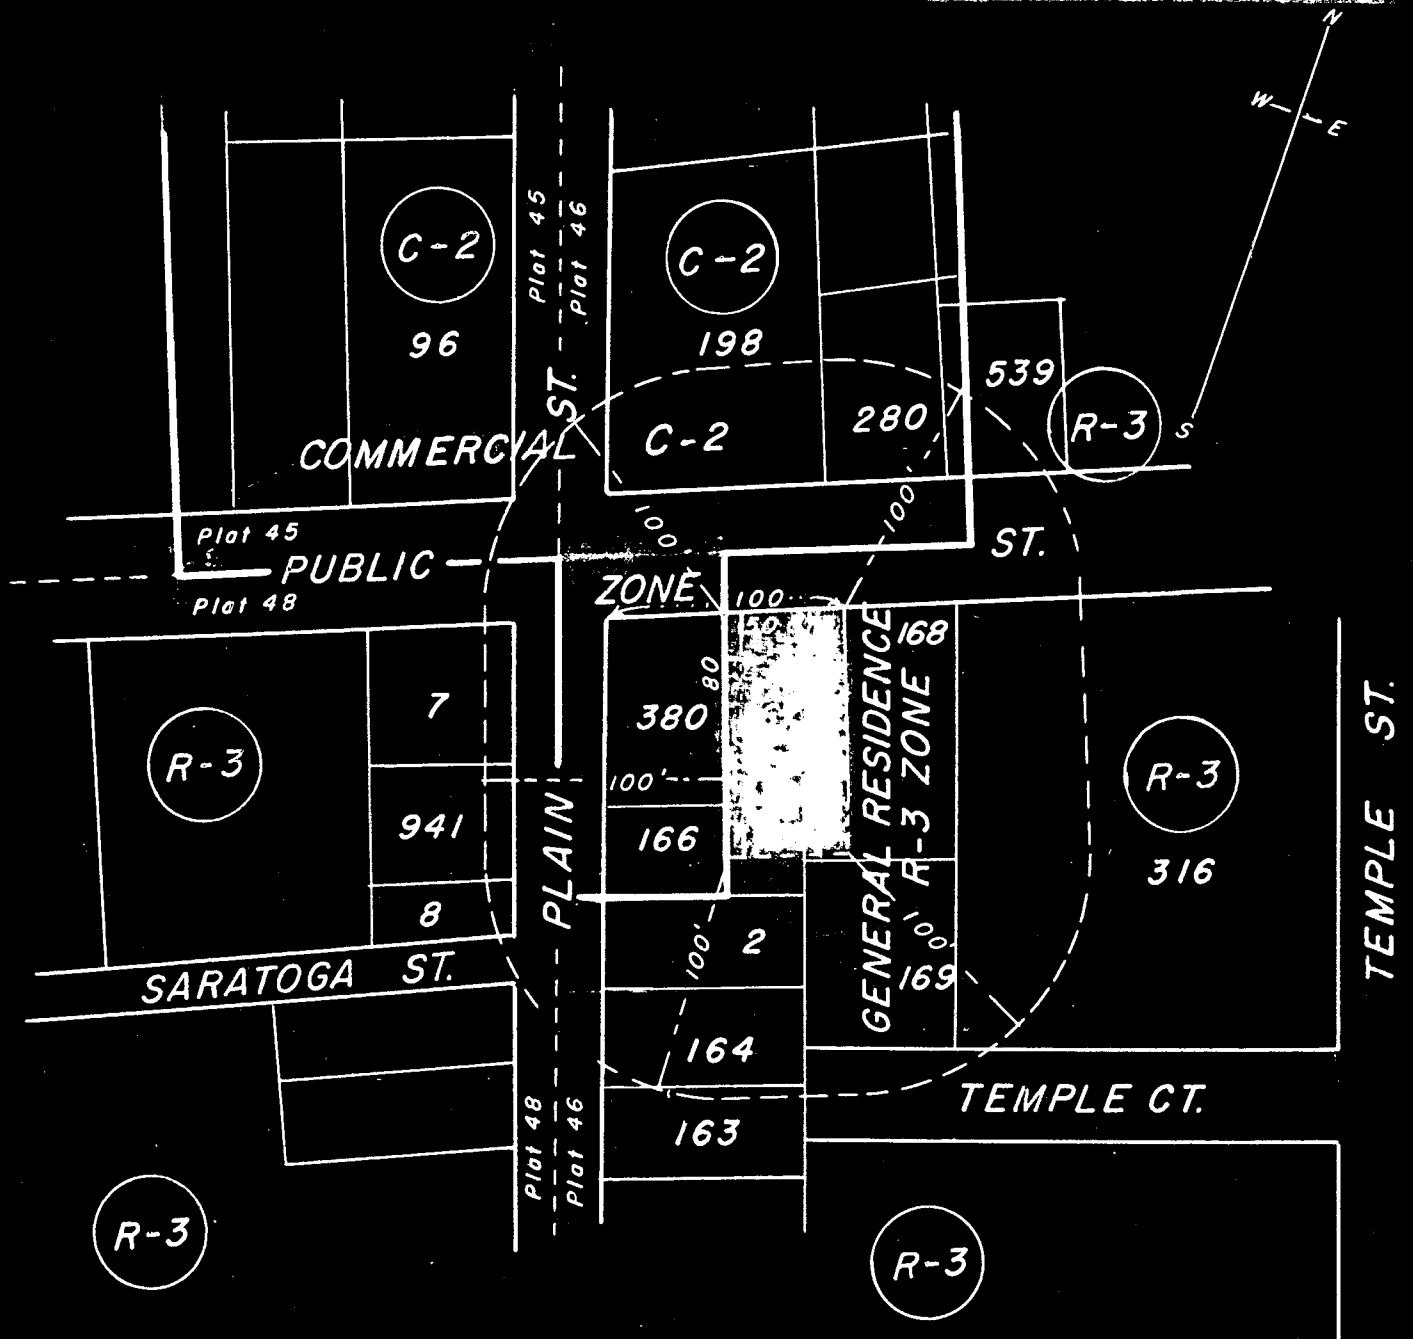 N
W
E
S
C-2
96
Plat 45
Plat 46
C-2
198
539
R-3
280
C-2
COMMERCIAL
ST.
100'
100'
Plat 45
PUBLIC
ST.
Plat 48
ZONE
100
50
80
168
7
380
GENERAL RESIDENCE
R-3 ZONE
R-3
R-3
316
TEMPLE ST.
100'
941
166
PLAIN
8
2
100'
100'
169
SARATOGA ST.
164
TEMPLE CT.
163
Plat 48
Plat 46
R-3
R-3